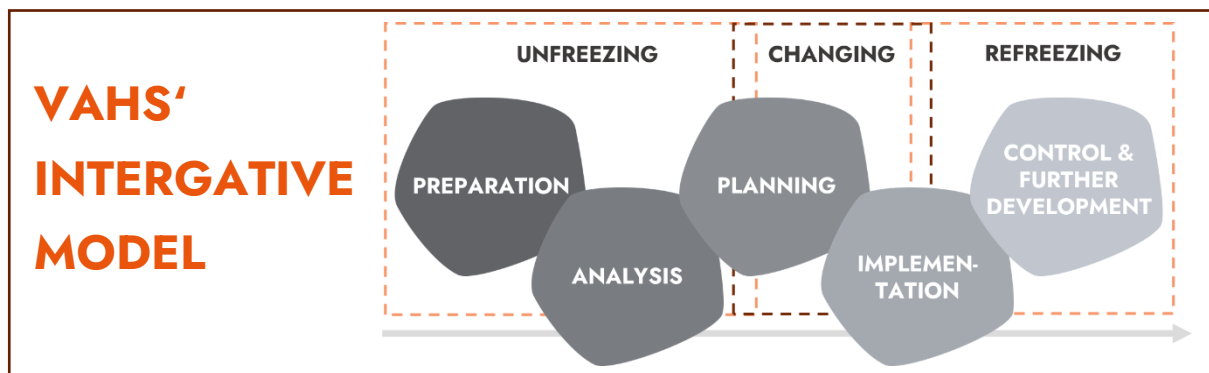 VAHS‘
INTERGATIVE
MODEL
UNFREEZING
CHANGING
REFREEZING
PREPARATION
ANALYSIS
PLANNING
IMPLEMEN-
TATION
CONTROL &
FURTHER
DEVELOPMENT